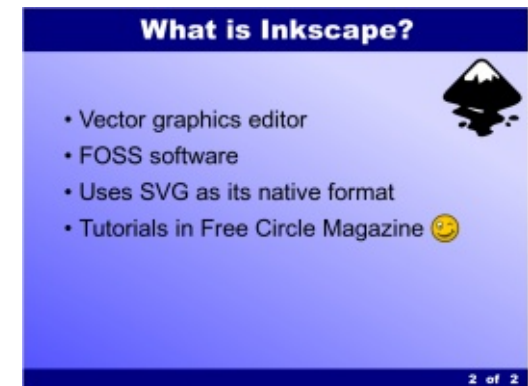 What is Inkscape?
• Vector graphics editor
• FOSS software
• Uses SVG as its native format
• Tutorials in Free Circle Magazine
2 of 2